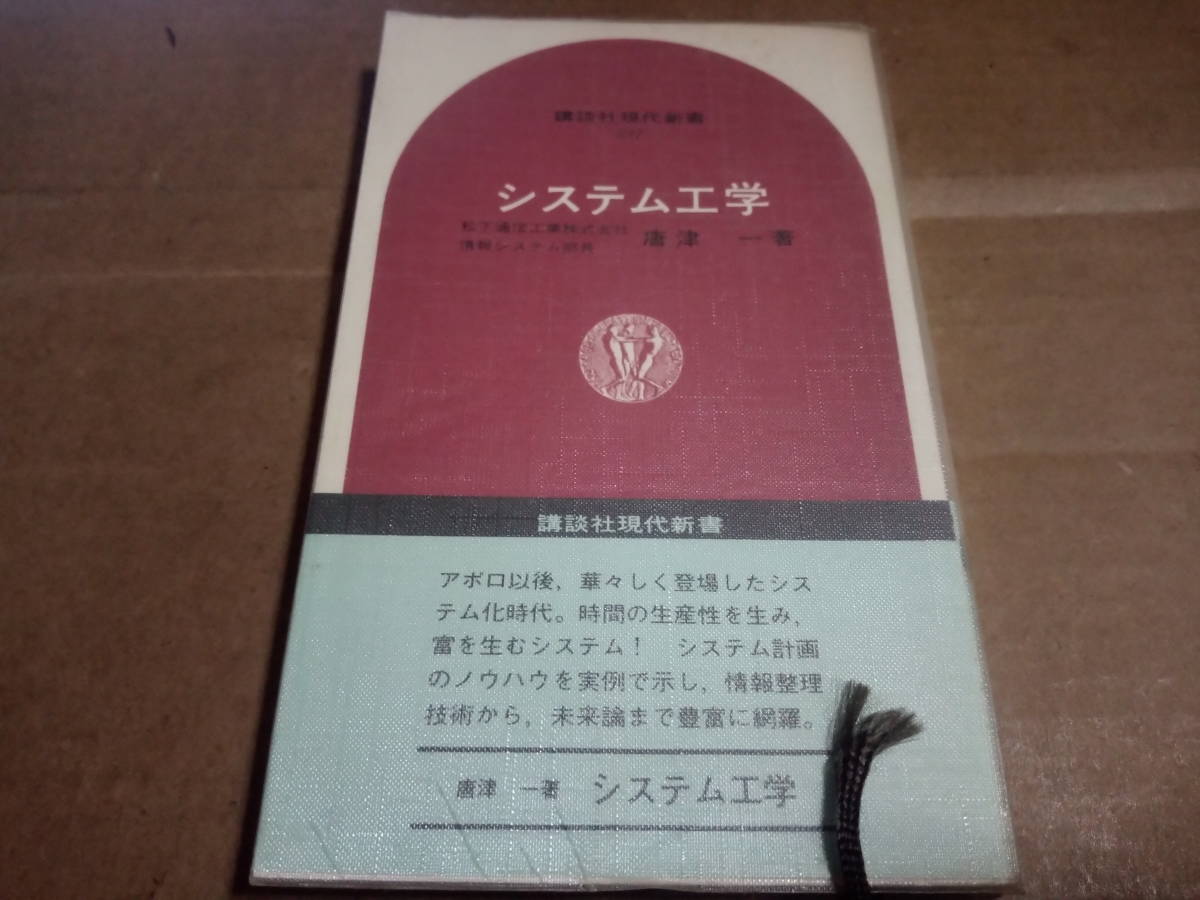 講談社現代新書
システム工学
松下通信工業株式会社
情報システム部長
唐津 一著
講談社現代新書
アポロ以後，華々しく登場したシス
テム化時代。時間の生産性を生み，
富を生むシステム！ システム計画
のノウハウを実例で示し，情報整理
技術から，未来論まで豊富に網羅。
唐津 一著 システム工学